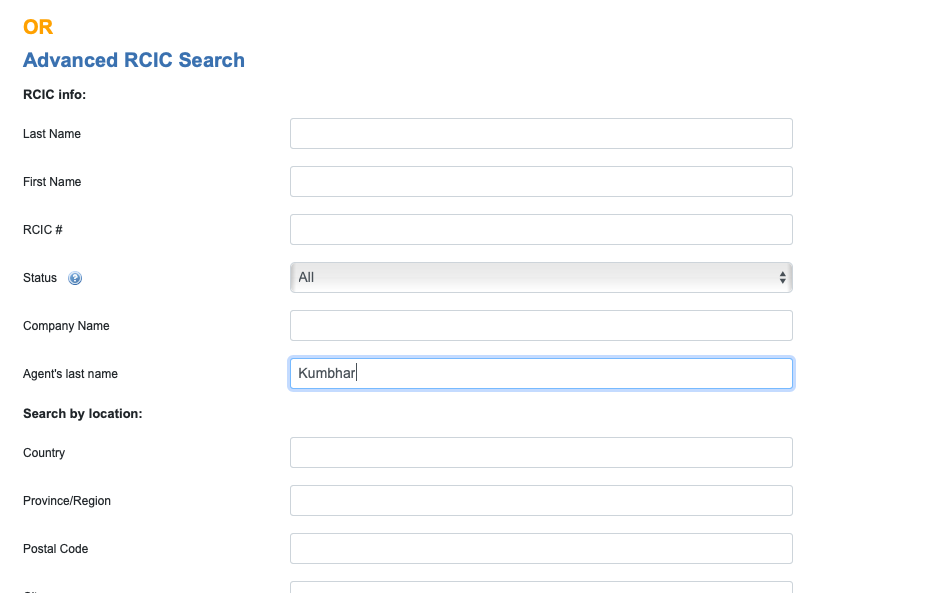 OR
Advanced RCIC Search
RCIC info:
Last Name
First Name
RCIC #
Status ?
All
Company Name
Agent's last name
Kumbhar
Search by location:
Country
Province/Region
Postal Code